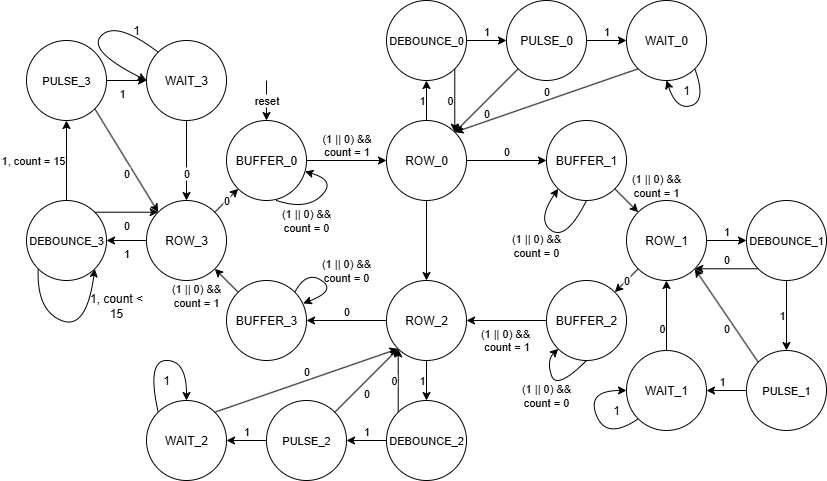 DEBOUNCE_0
1
PULSE_0
1
WAIT_0
1
0
0
0
1
1
PULSE_3
1
WAIT_3
reset
0
0
1, count = 15
BUFFER_0
(1 || 0) &&
count = 1
ROW_0
0
BUFFER_1
(1 || 0) &&
count = 1
(1 || 0) &&
count = 0
0
DEBOUNCE_3
0
1
ROW_3
(1 || 0) &&
count = 0
ROW_1
1
DEBOUNCE_1
0
(1 || 0) &&
count = 1
(1 || 0) &&
count = 0
0
1, count <
15
BUFFER_3
0
ROW_2
(1 || 0) &&
count = 1
BUFFER_2
1
0
0
(1 || 0) &&
count = 0
1
0
0
0
1
WAIT_1
1
PULSE_1
1
WAIT_2
1
PULSE_2
1
DEBOUNCE_2